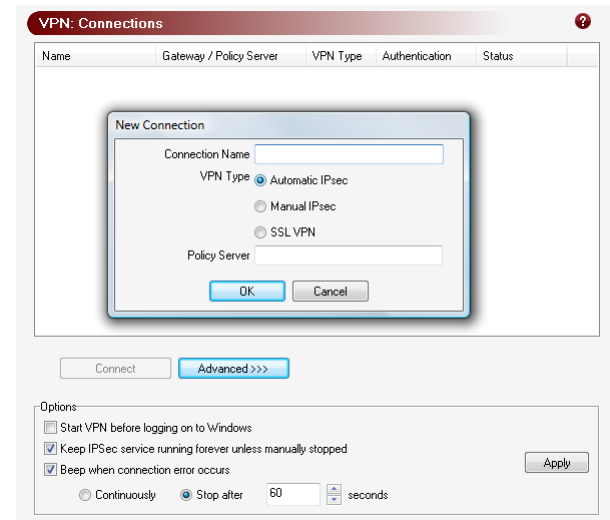 VPN: Connections ?
Name Gateway / Policy Server VPN Type Authentication Status
New Connection
Connection Name
VPN Type Automatic IPsec
Manual IPsec
SSL VPN
Policy Server
OK Cancel
Connect Advanced >>>
Options
Start VPN before logging on to Windows
Keep IPSec service running forever unless manually stopped
Beep when connection error occurs
Apply
Continuously Stop after 60 seconds